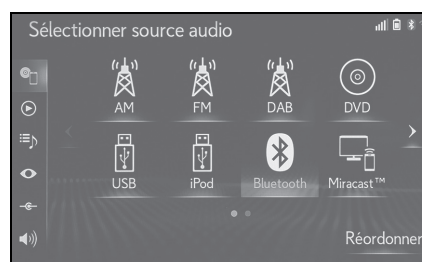 Sélectionner source audio
AM FM DAB DVD
USB iPod Bluetooth Miracast™
Réordonner